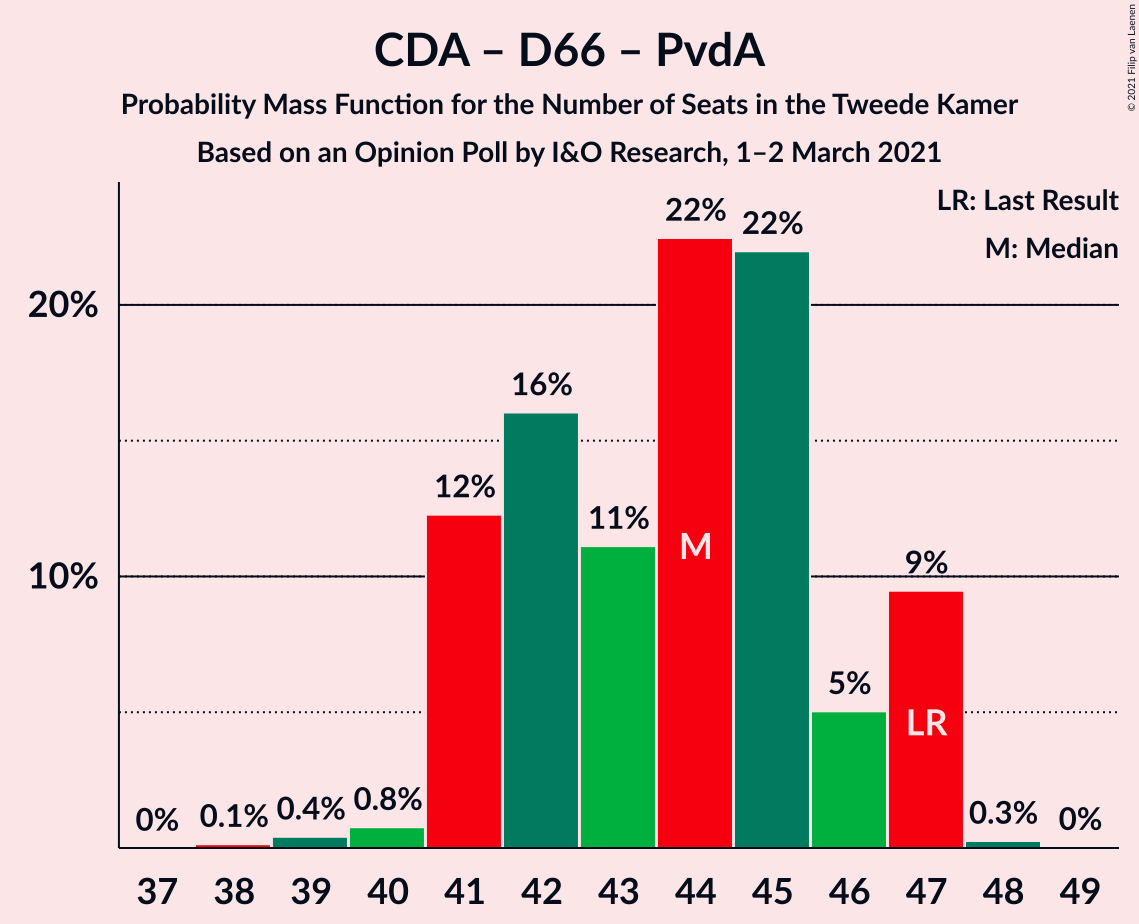 CDA – D66 – PvdA
Probability Mass Function for the Number of Seats in the Tweede Kamer
Based on an Opinion Poll by I&O Research, 1–2 March 2021
© 2021 Filip van Laenen
LR: Last Result
M: Median
20%
10%
0%
0.1%
0.4%
0.8%
12%
16%
11%
22%
22%
5%
9%
0.3%
0%
M
LR
37 38 39 40 41 42 43 44 45 46 47 48 49